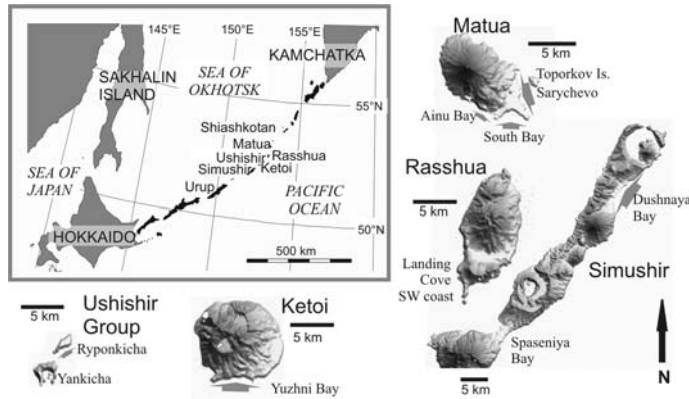 145°E
150°E
155°E
KAMCHATKA
SAKHALIN
ISLAND
SEA OF
OKHOTSK
55°N
Shiashkotan
Matua
Ushishir
Rasshua
Simushir
Ketoi
SEA OF
JAPAN
Urup
PACIFIC
OCEAN
HOKKAIDO
50°N
500 km
Matua
5 km
Toporkov Is.
Sarychevo
Ainu Bay
South Bay
Rasshua
5 km
Dushnaya
Bay
Landing
Cove
SW coast
Simushir
Spaseniya
Bay
5 km
N
5 km
Ushishir
Group
Ryponkicha
Yankicha
Ketoi
5 km
Yuzhni Bay